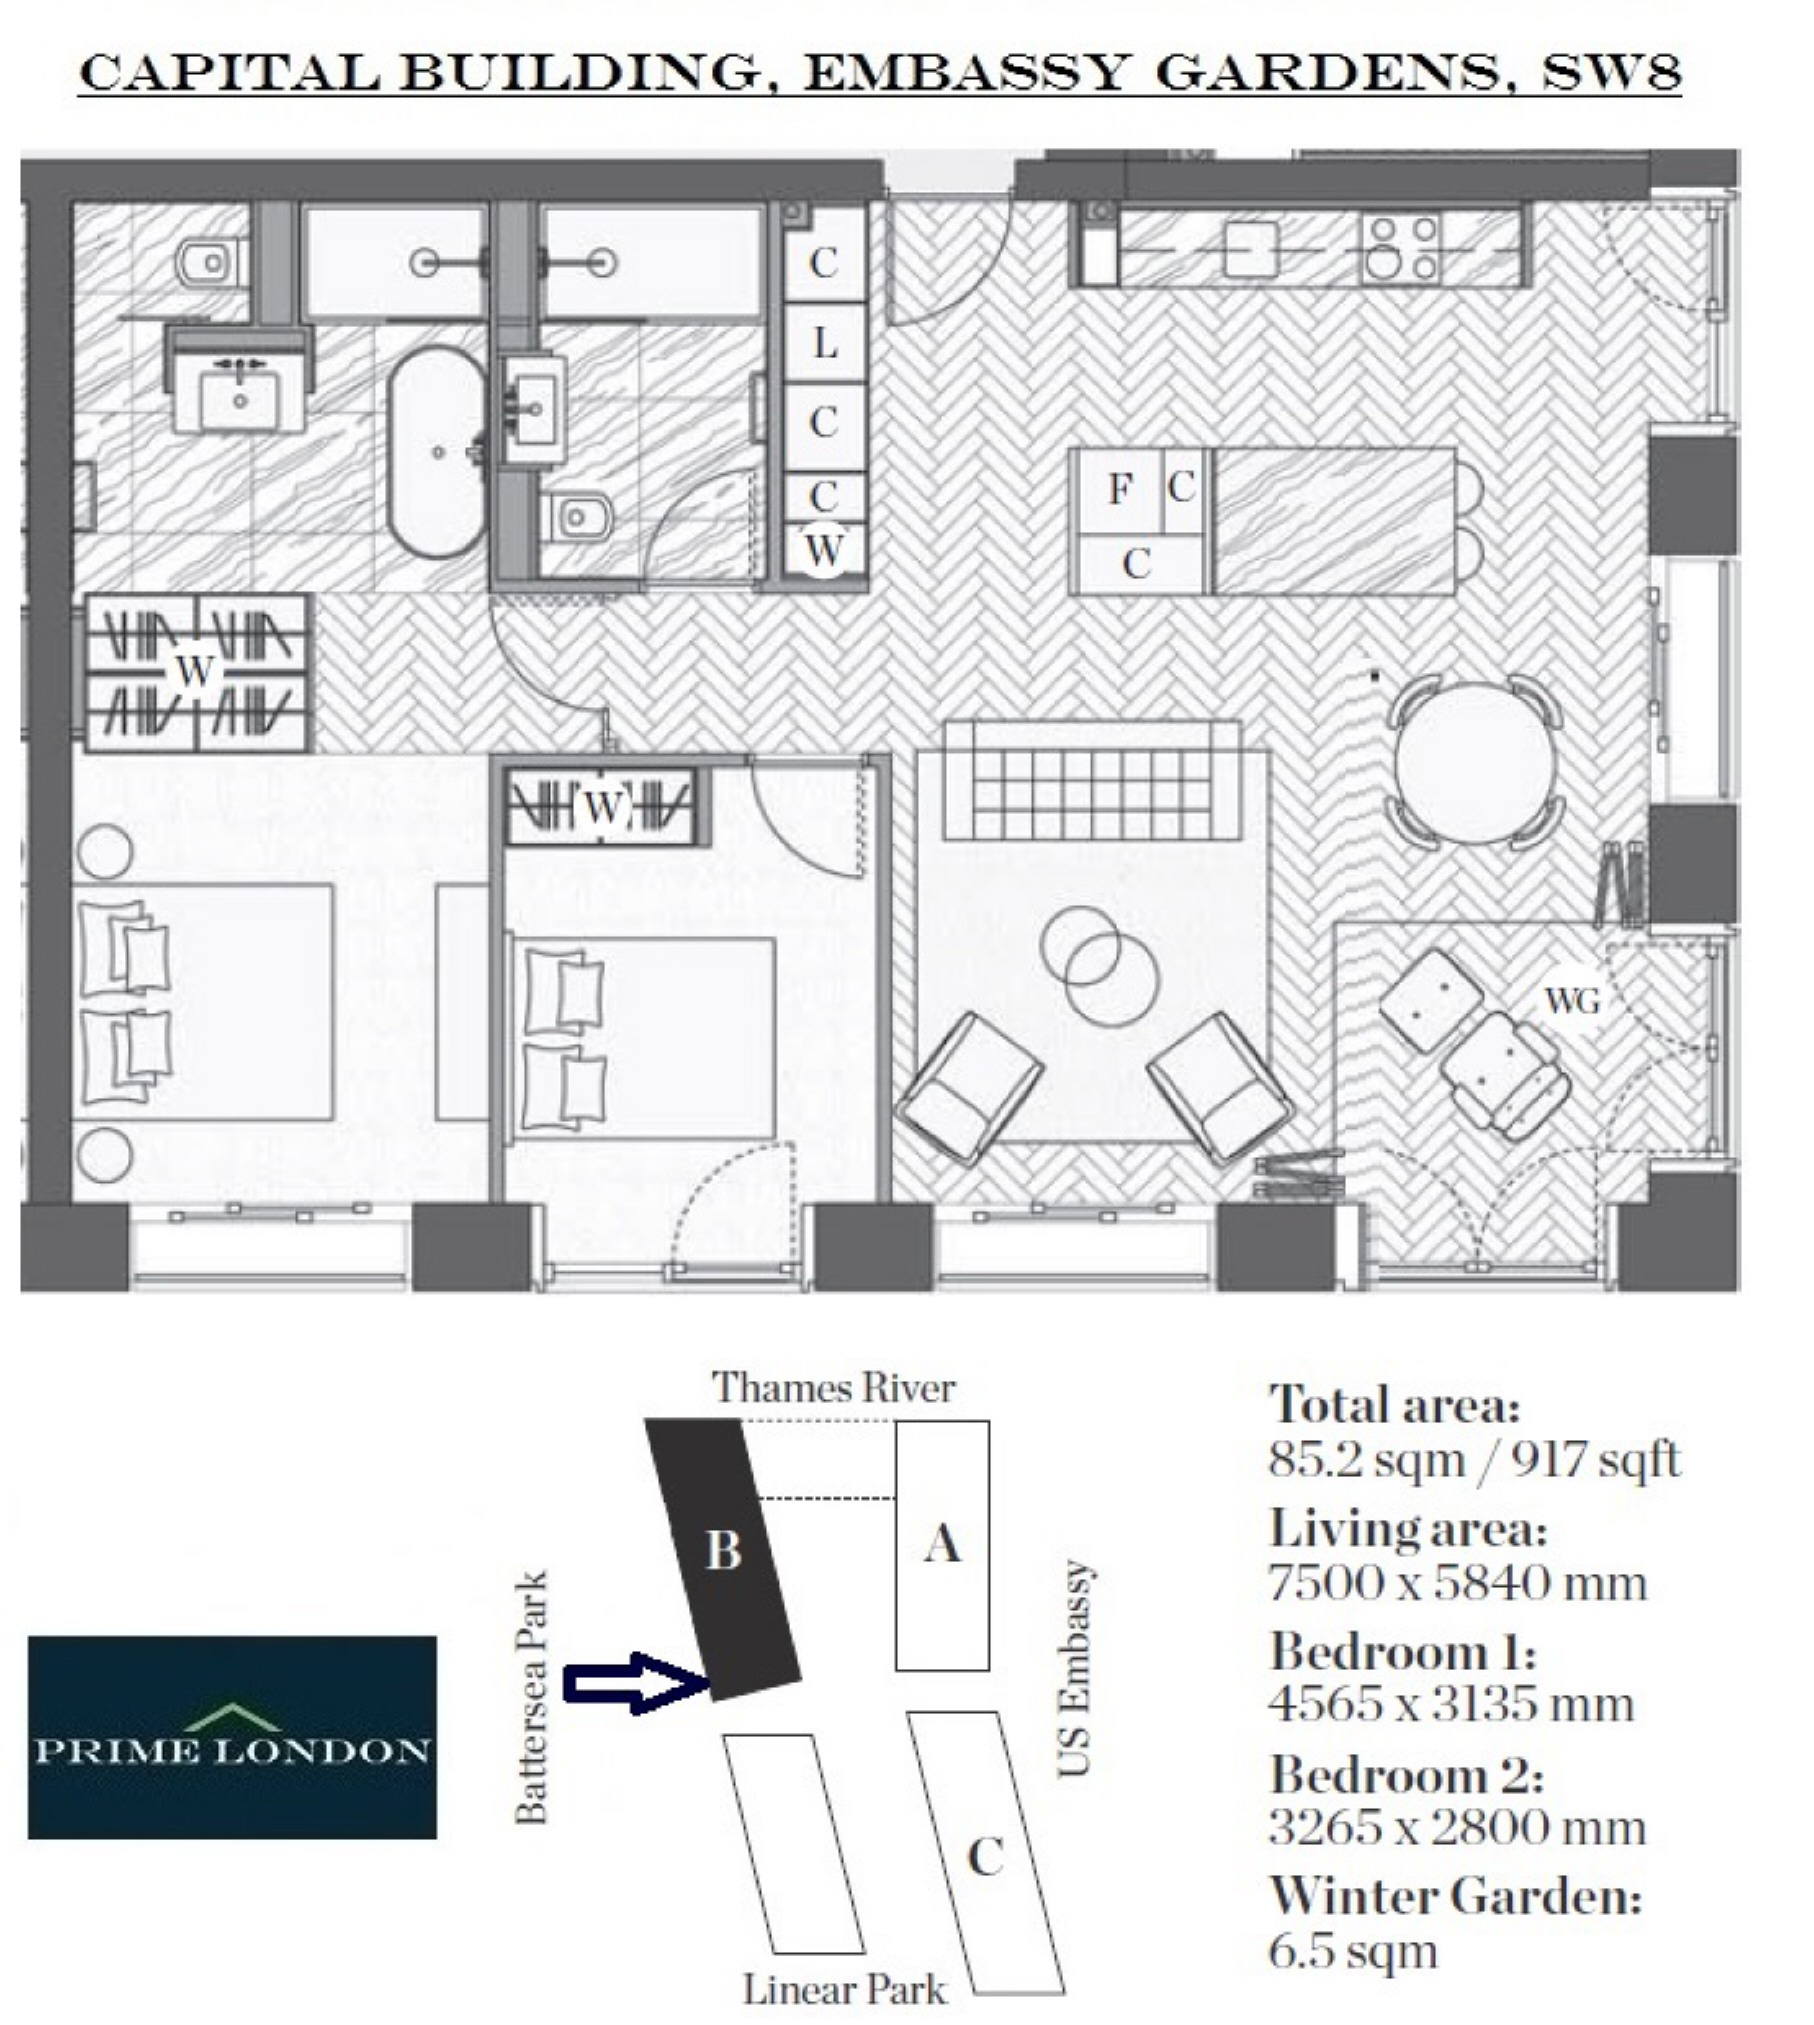 CAPITAL BUILDING, EMBASSY GARDENS, SW8
C
L
C
C
W
F C
C
W
W
WG
Thames River
B
A
Battersea Park
US Embassy
C
Linear Park
PRIME LONDON
Total area:
85.2 sqm / 917 sqft
Living area:
7500 x 5840 mm
Bedroom 1:
4565 x 3135 mm
Bedroom 2:
3265 x 2800 mm
Winter Garden:
6.5 sqm